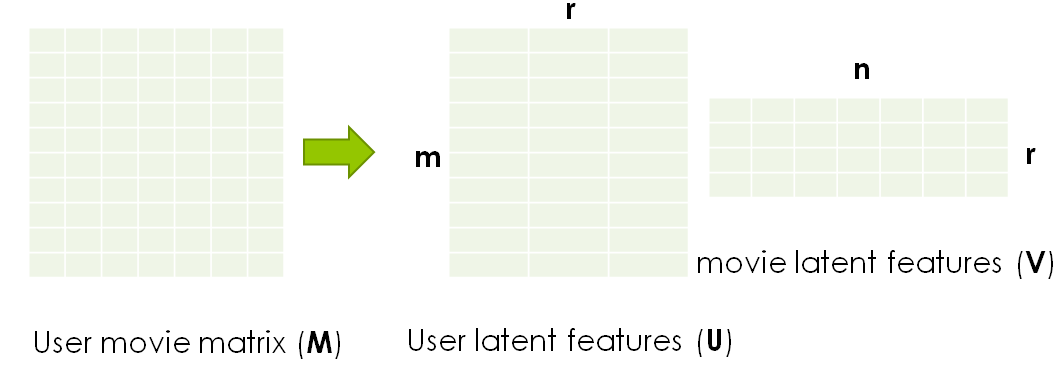 r
n
m
r
movie latent features (V)
User movie matrix (M)
User latent features (U)